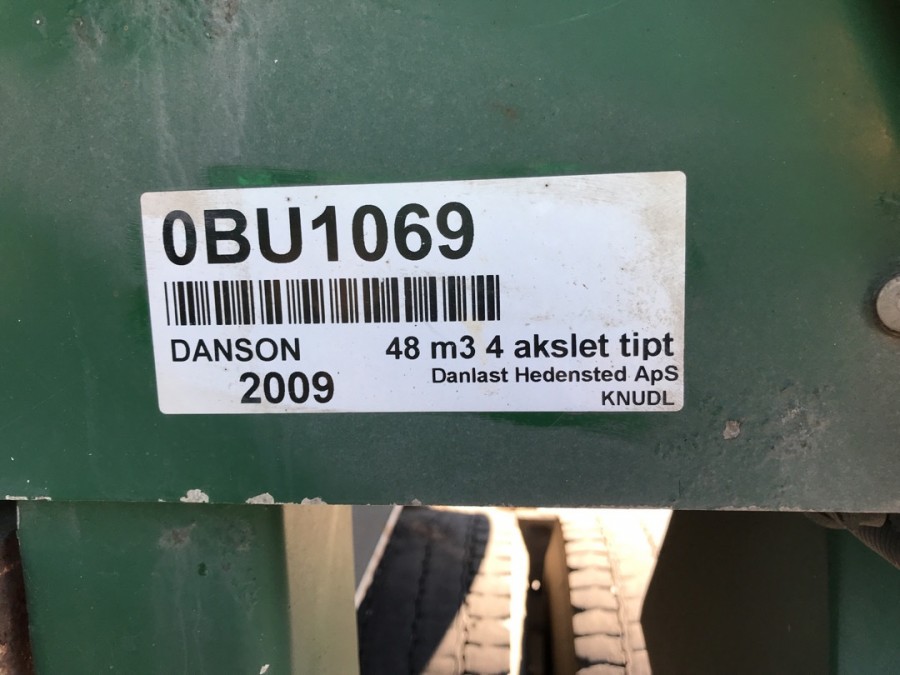 0BU1069
DANSON 48 m3 4 akslet tipt
2009 Danlast Hedensted ApS
KNUDL